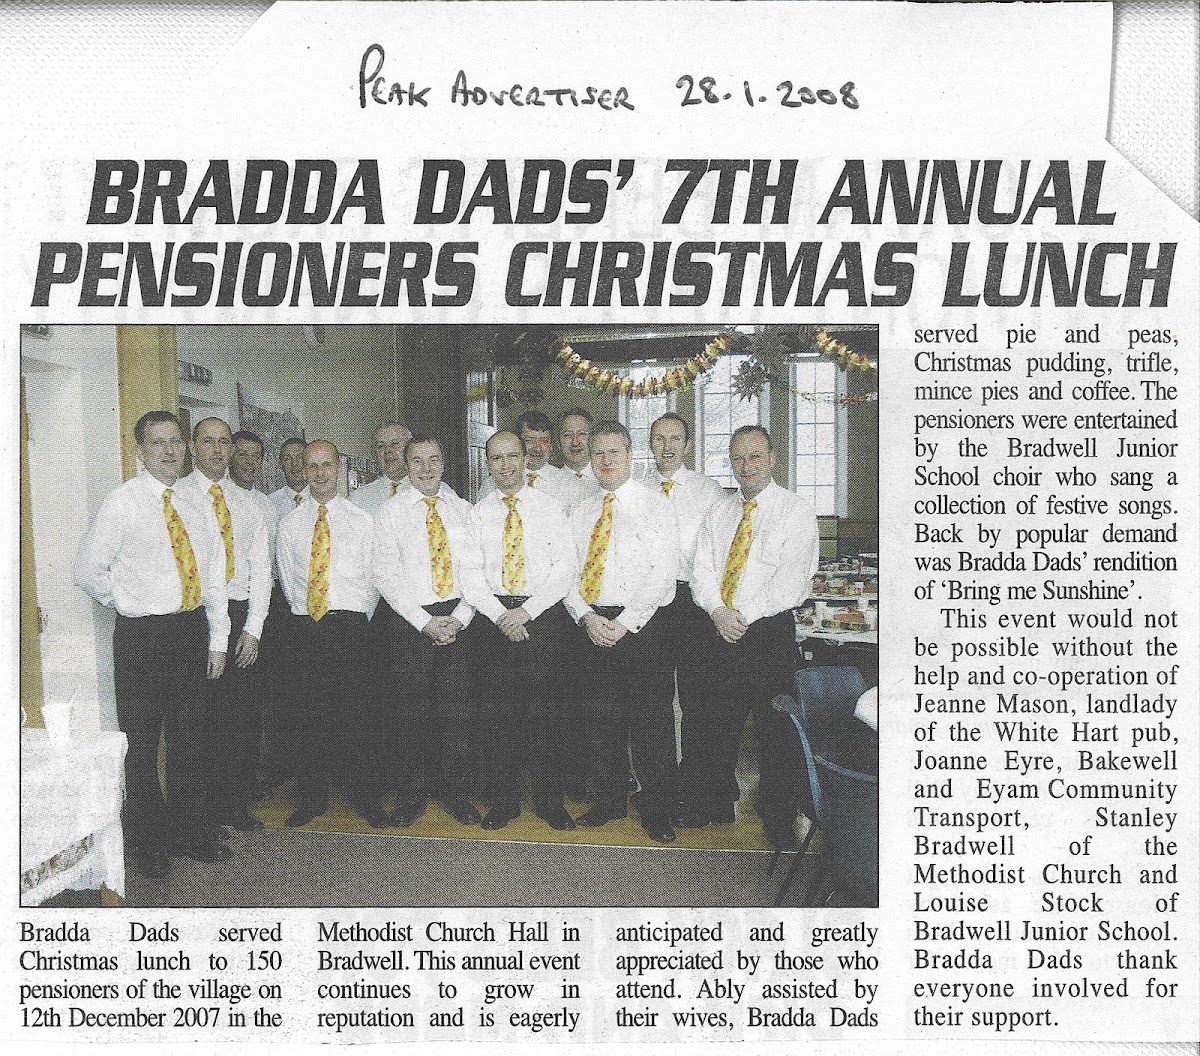 PEAK ADVERTISER 28.1.2008
BRADDA DADS' 7TH ANNUAL
PENSIONERS CHRISTMAS LUNCH
Bradda Dads served
Christmas lunch to 150
pensioners of the village on
12th December 2007 in the
Methodist Church Hall in
Bradwell. This annual event
continues to grow in
reputation and is eagerly
anticipated and greatly
appreciated by those who
attend. Ably assisted by
their wives, Bradda Dads
served pie and peas,
Christmas pudding, trifle,
mince pies and coffee. The
pensioners were entertained
by the Bradwell Junior
School choir who sang a
collection of festive songs.
Back by popular demand
was Bradda Dads' rendition
of 'Bring me Sunshine'.
This event would not
be possible without the
help and co-operation of
Jeanne Mason, landlady
of the White Hart pub,
Joanne Eyre, Bakewell
and Eyam Community
Transport, Stanley
Bradwell of the
Methodist Church and
Louise Stock of
Bradwell Junior School.
Bradda Dads thank
everyone involved for
their support.